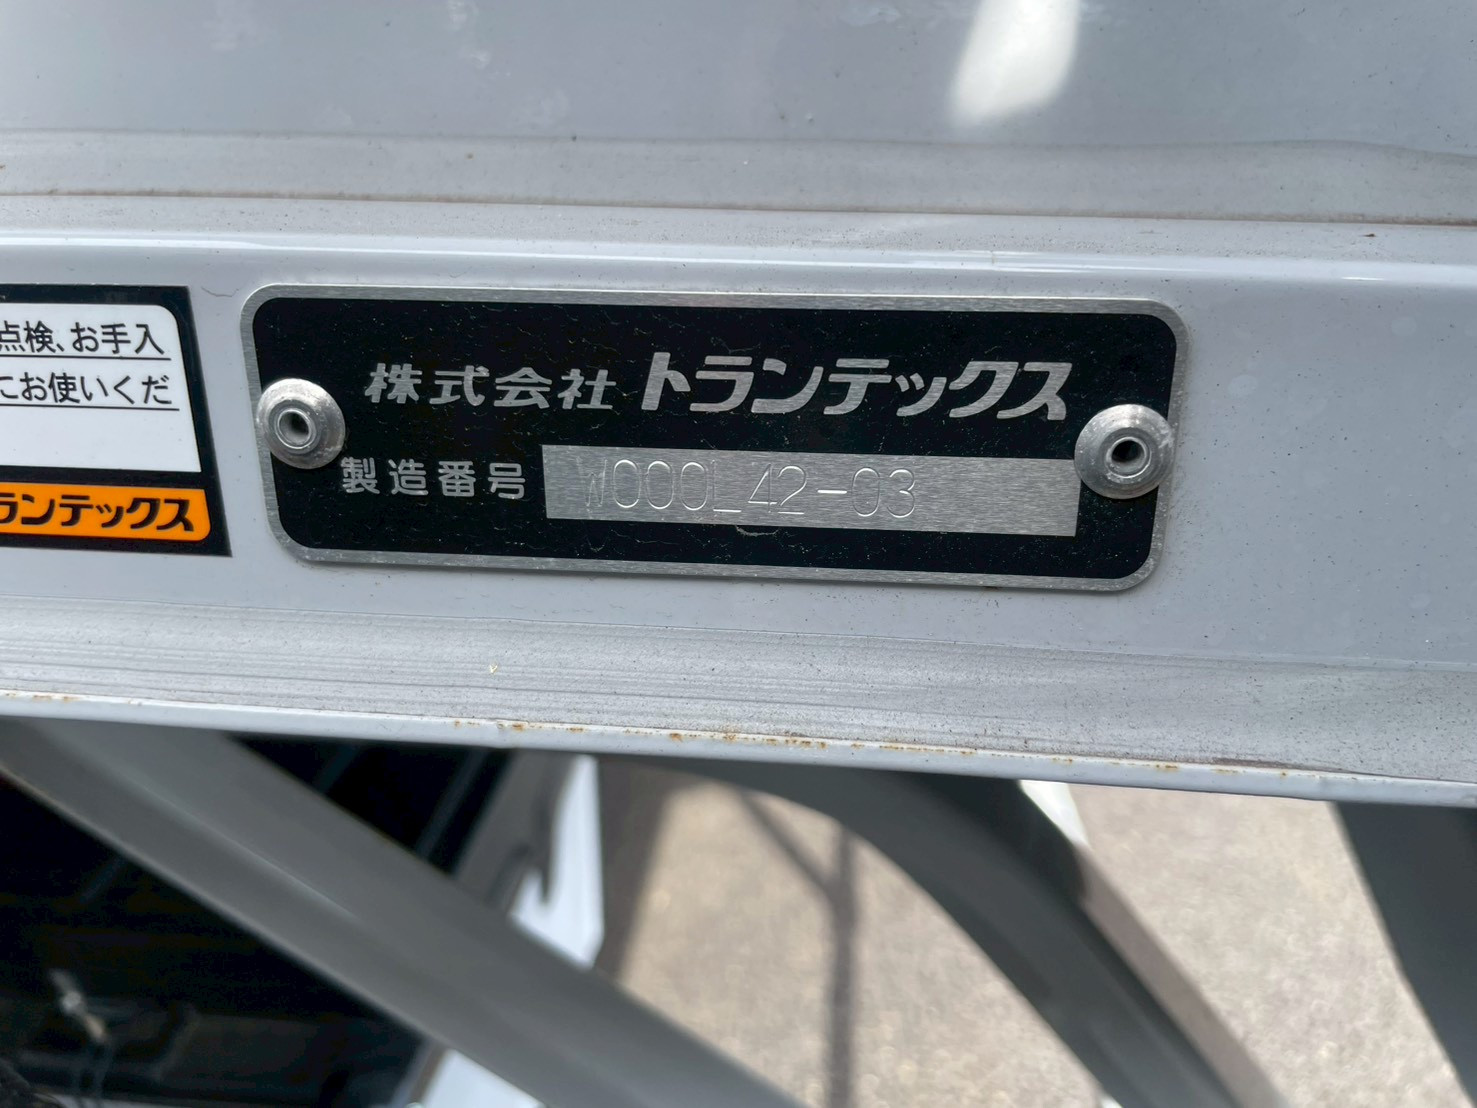 点検、お手入
にお使いくだ
ランテックス
株式会社トランテックス
製造番号 W000L42-03